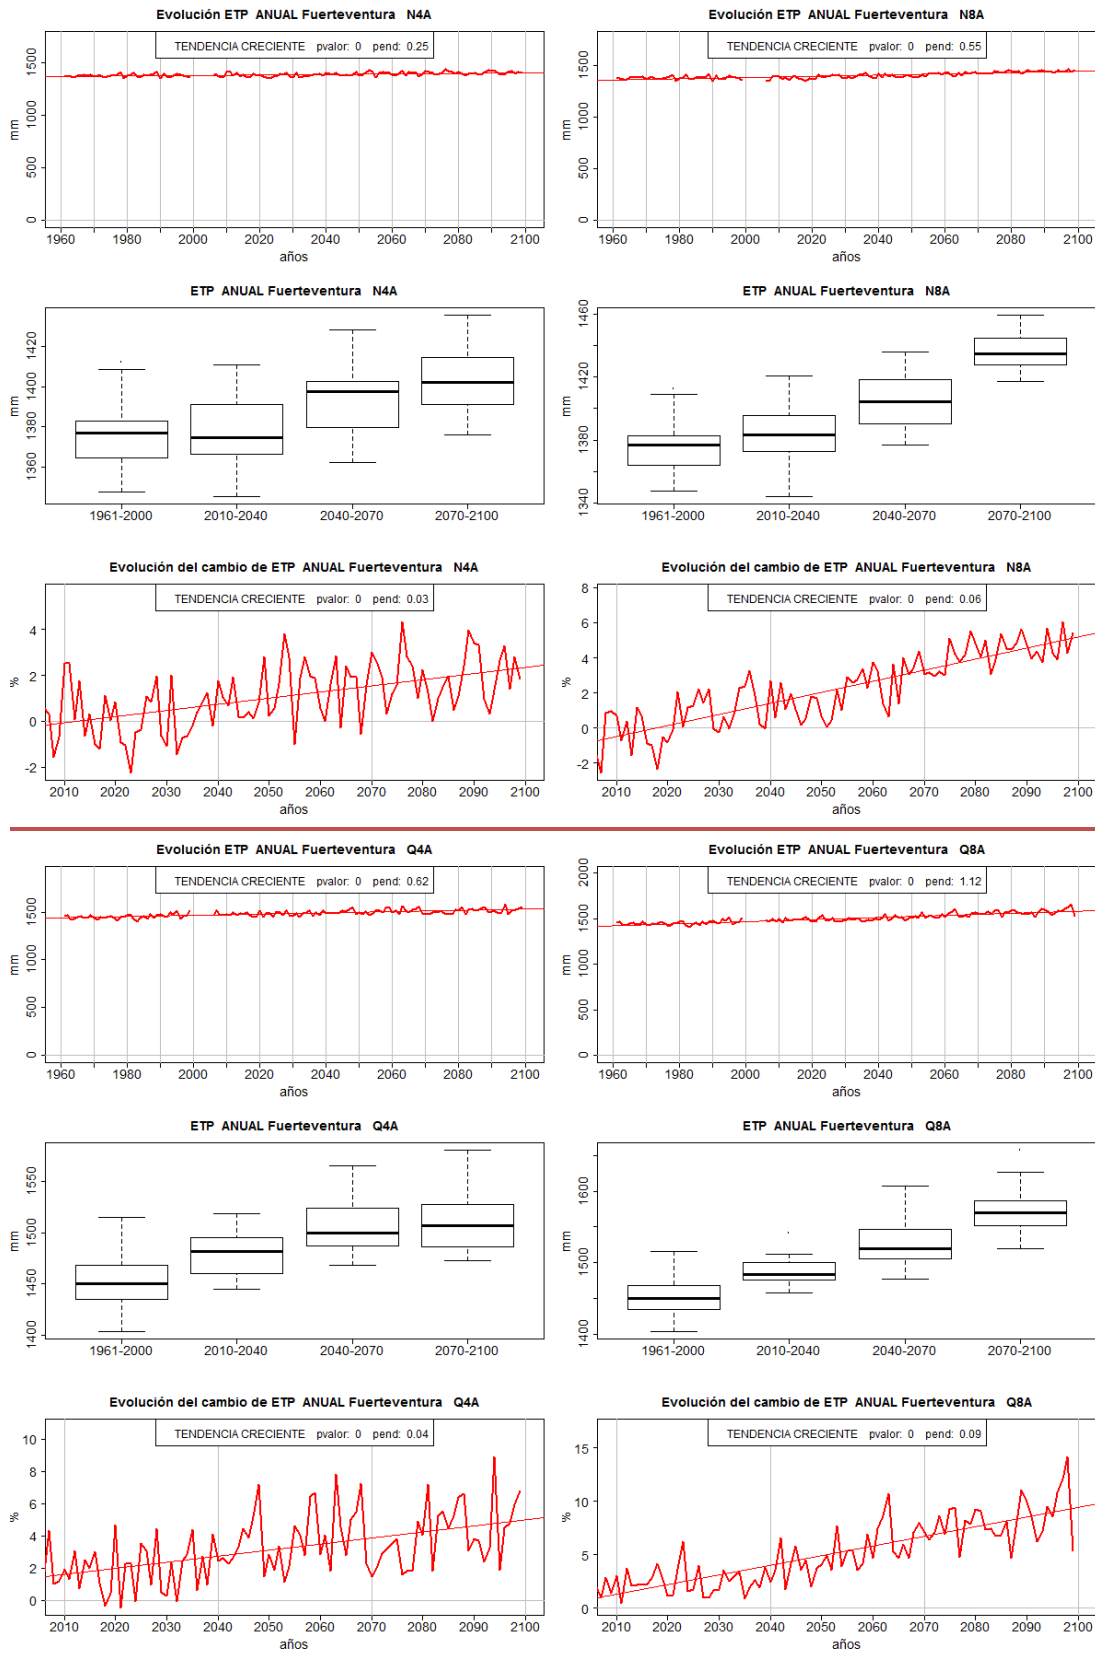 Evolución ETP ANUAL Fuerteventura N4A
TENDENCIA CRECIENTE pvalor: 0 pend: 0.25
mm
0 500 1000 1500
1960 1980 2000 2020 2040 2060 2080 2100
años
Evolución ETP ANUAL Fuerteventura N8A
TENDENCIA CRECIENTE pvalor: 0 pend: 0.55
mm
0 500 1000 1500
1960 1980 2000 2020 2040 2060 2080 2100
años
ETP ANUAL Fuerteventura N4A
mm
1360 1380 1400 1420
1961-2000 2010-2040 2040-2070 2070-2100
ETP ANUAL Fuerteventura N8A
mm
1340 1380 1420 1460
1961-2000 2010-2040 2040-2070 2070-2100
Evolución del cambio de ETP ANUAL Fuerteventura N4A
TENDENCIA CRECIENTE pvalor: 0 pend: 0.03
%
-2 0 2 4
2010 2020 2030 2040 2050 2060 2070 2080 2090 2100
años
Evolución del cambio de ETP ANUAL Fuerteventura N8A
TENDENCIA CRECIENTE pvalor: 0 pend: 0.06
%
-2 0 2 4 6 8
2010 2020 2030 2040 2050 2060 2070 2080 2090 2100
años
Evolución ETP ANUAL Fuerteventura Q4A
TENDENCIA CRECIENTE pvalor: 0 pend: 0.62
mm
0 500 1000 1500
1960 1980 2000 2020 2040 2060 2080 2100
años
Evolución ETP ANUAL Fuerteventura Q8A
TENDENCIA CRECIENTE pvalor: 0 pend: 1.12
mm
0 500 1000 1500 2000
1960 1980 2000 2020 2040 2060 2080 2100
años
ETP ANUAL Fuerteventura Q4A
mm
1400 1450 1500 1550
1961-2000 2010-2040 2040-2070 2070-2100
ETP ANUAL Fuerteventura Q8A
mm
1400 1500 1600
1961-2000 2010-2040 2040-2070 2070-2100
Evolución del cambio de ETP ANUAL Fuerteventura Q4A
TENDENCIA CRECIENTE pvalor: 0 pend: 0.04
%
0 2 4 6 8 10
2010 2020 2030 2040 2050 2060 2070 2080 2090 2100
años
Evolución del cambio de ETP ANUAL Fuerteventura Q8A
TENDENCIA CRECIENTE pvalor: 0 pend: 0.09
%
0 5 10 15
2010 2020 2030 2040 2050 2060 2070 2080 2090 2100
años